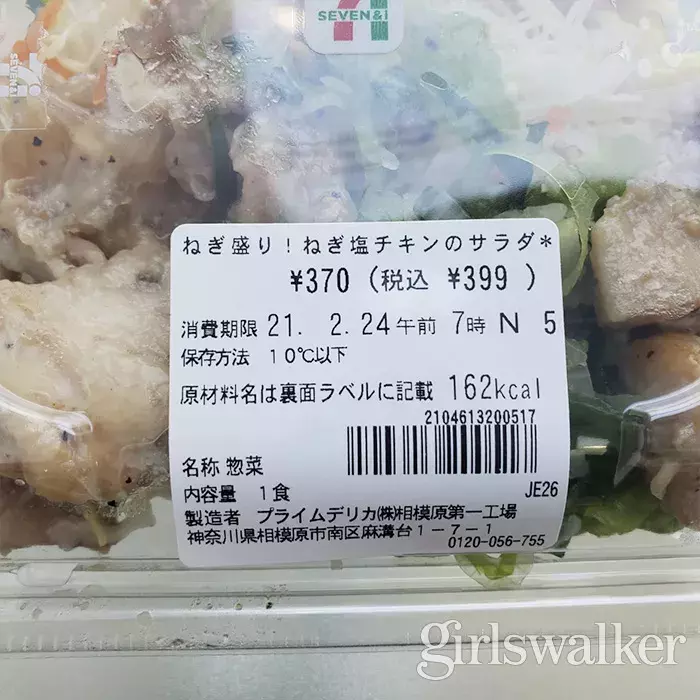 SEVEN&i
SEVEN&i
ねぎ盛り!ねぎ塩チキンのサラダ*
¥370 (税込 ¥399 )
消費期限 21. 2.24午前 7時 N 5
保存方法 10℃以下
原材料名は裏面ラベルに記載 162kcal
2104613200517
名称 惣菜
内容量 1食
JE26
製造者 プライムデリカ㈱相模原第一工場
神奈川県相模原市南区麻溝台1-7-1
0120-056-755
girlswalker